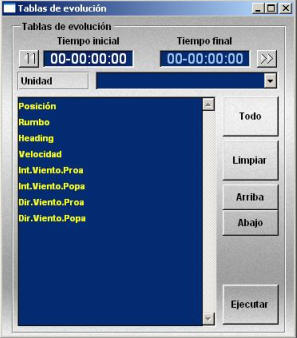 Tablas de evolución
Tablas de evolución
Tiempo inicial Tiempo final
00-00:00:00 00-00:00:00 >>
Unidad
Posición
Rumbo
Heading
Velocidad
Int.Viento.Proa
Int.Viento.Popa
Dir.Viento.Proa
Dir.Viento.Popa
Todo
Limpiar
Arriba
Abajo
Ejecutar